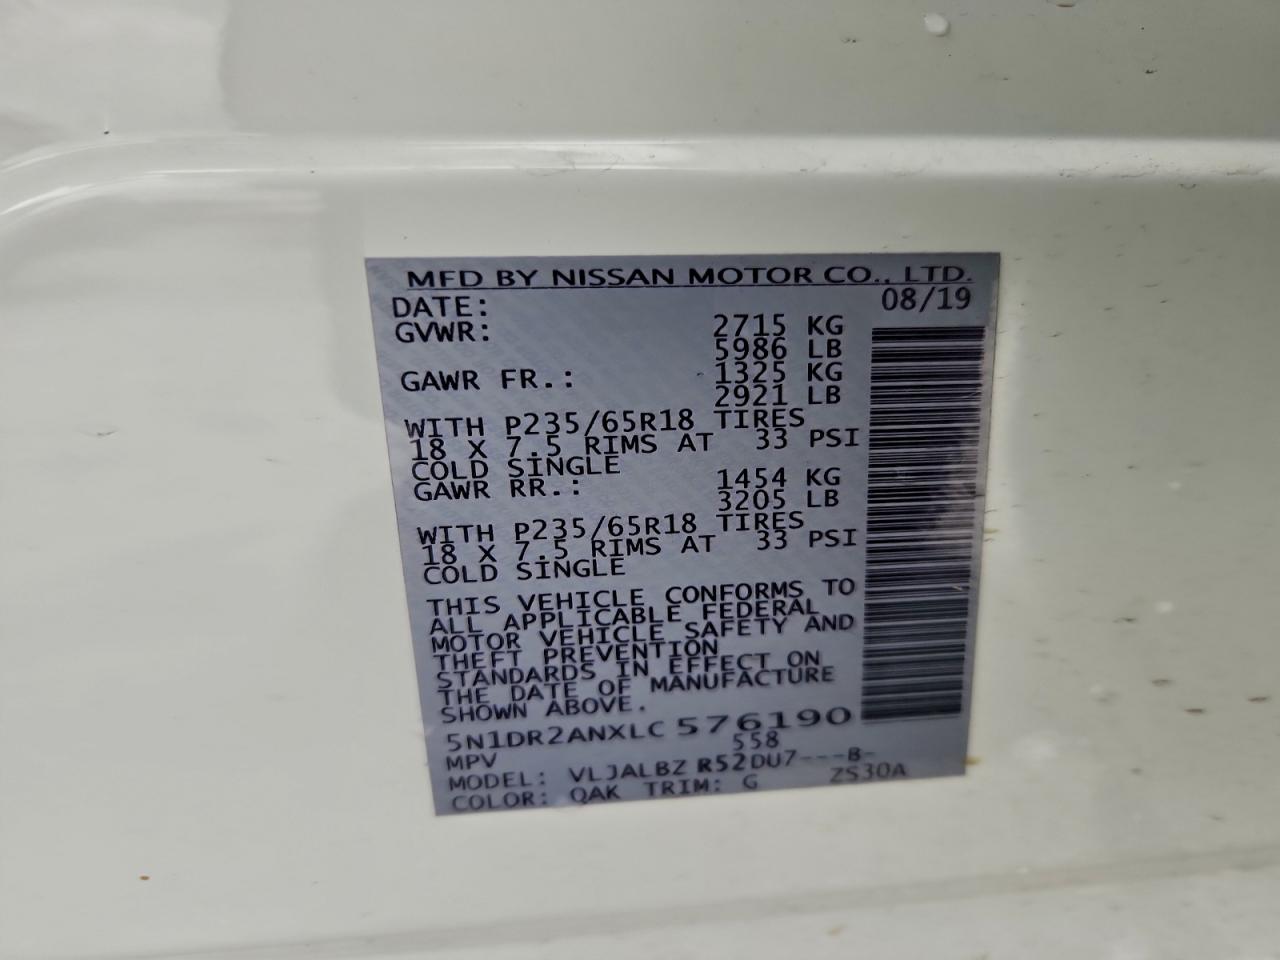 MFD BY NISSAN MOTOR CO., LTD.
DATE: 08/19
GVWR: 2715 KG
5986 LB
GAWR FR.: 1325 KG
2921 LB
WITH P235/65R18 TIRES
18 X 7.5 RIMS AT 33 PSI
COLD SINGLE
GAWR RR.: 1454 KG
3205 LB
WITH P235/65R18 TIRES
18 X 7.5 RIMS AT 33 PSI
COLD SINGLE
THIS VEHICLE CONFORMS TO
ALL APPLICABLE FEDERAL
MOTOR VEHICLE SAFETY AND
THEFT PREVENTION
STANDARDS IN EFFECT ON
THE DATE OF MANUFACTURE
SHOWN ABOVE.
5N1DR2ANXLC 576190
MPV 558
MODEL: VLJALBZ R52DU7---B-
COLOR: QAK TRIM: G ZS30A